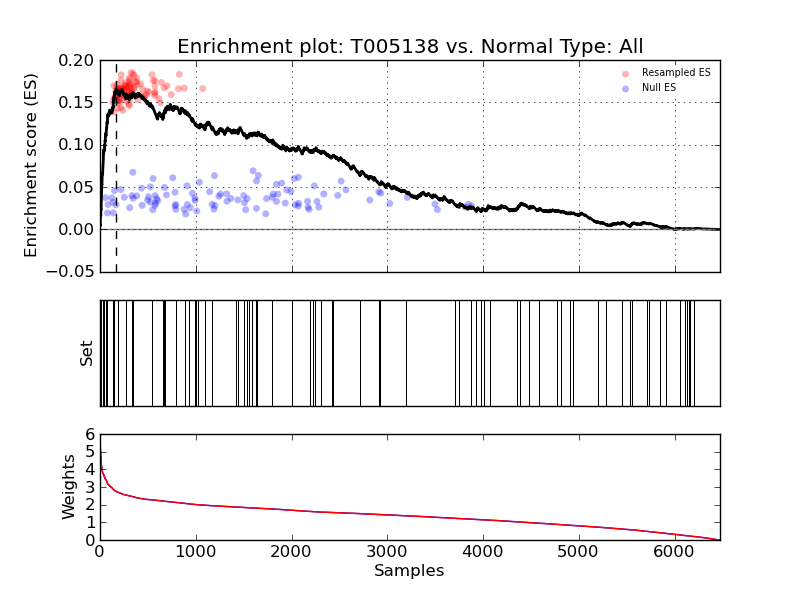 Enrichment plot: T005138 vs. Normal Type: All
Enrichment score (ES)
0.20
0.15
0.10
0.05
0.00
−0.05
Resampled ES
Null ES
Set
Weights
6
5
4
3
2
1
0
0 1000 2000 3000 4000 5000 6000
Samples